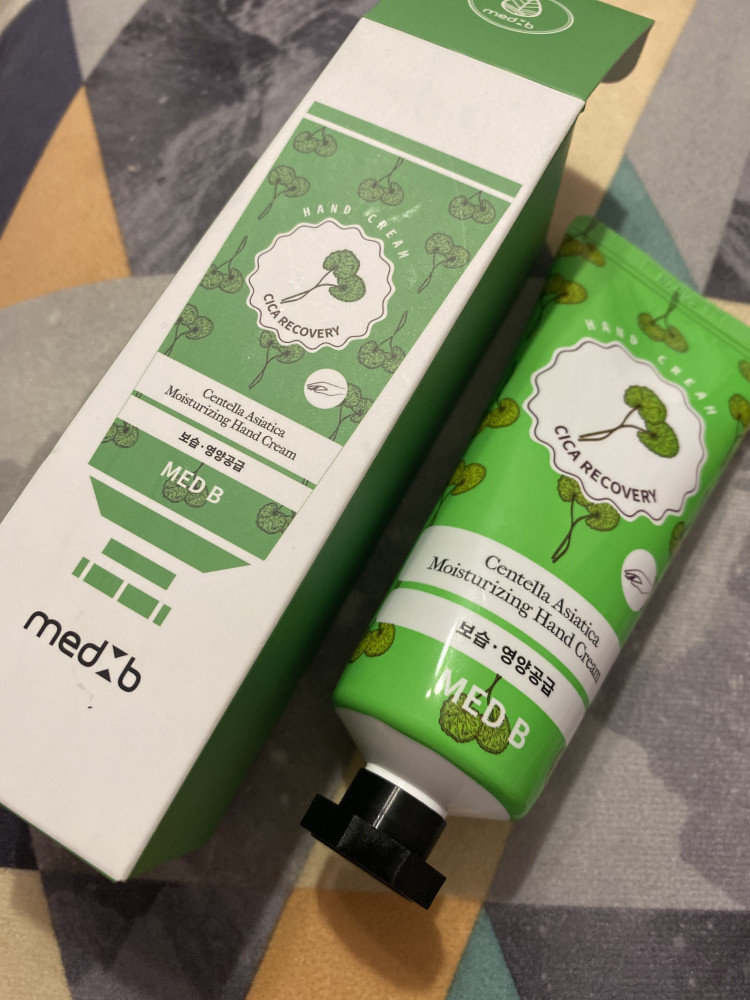 med b
HAND CREAM
CICA RECOVERY
Centella Asiatica
Moisturizing Hand Cream
보습·영양공급
MED B
med b
HAND CREAM
CICA RECOVERY
Centella Asiatica
Moisturizing Hand Cream
보습·영양공급
MED B